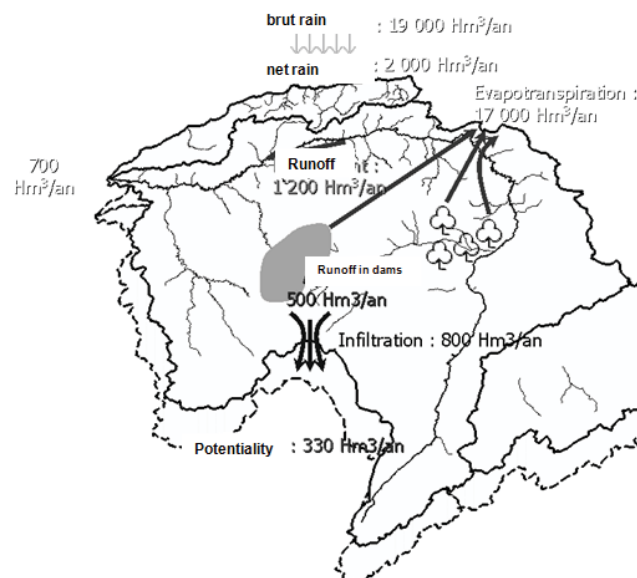 brut rain : 19 000 Hm³/an
net rain : 2 000 Hm³/an
Evapotranspiration :
17 000 Hm³/an
700
Hm³/an
Runoff :
1 200 Hm³/an
Runoff in dams
500 Hm3/an
Infiltration : 800 Hm3/an
Potentiality : 330 Hm3/an